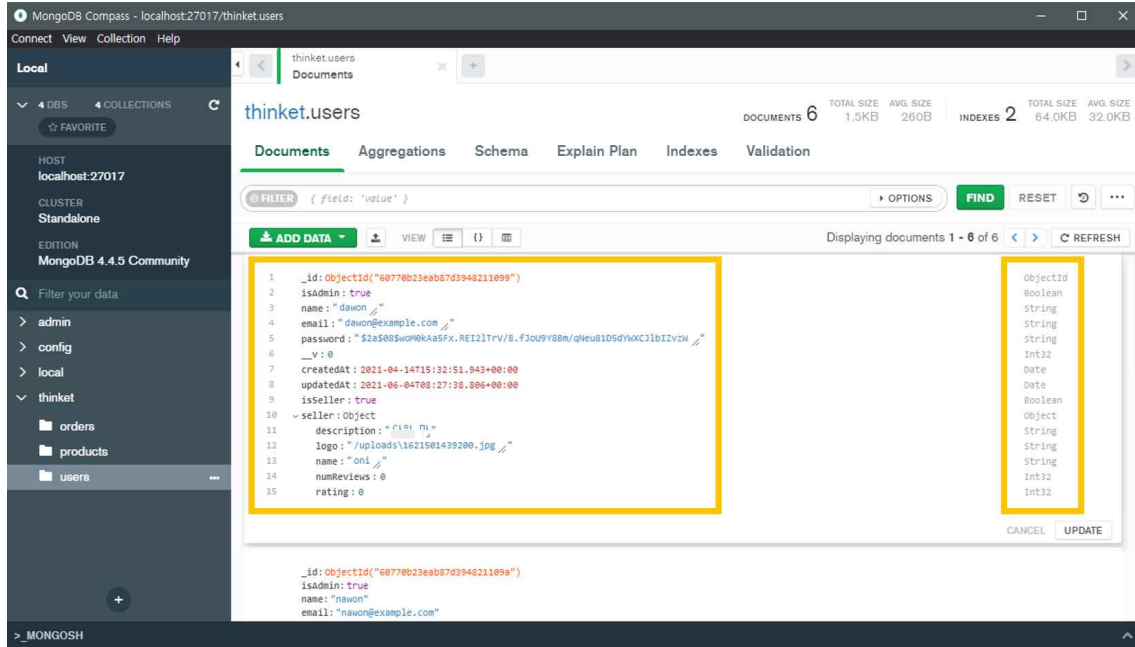 MongoDB Compass - localhost:27017/thinket.users
Connect View Collection Help
Local
4 DBS 4 COLLECTIONS
☆ FAVORITE
HOST
localhost:27017
CLUSTER
Standalone
EDITION
MongoDB 4.4.5 Community
Filter your data
admin
config
local
thinket
orders
products
users
>_MONGOSH
thinket.users
Documents
thinket.users
DOCUMENTS 6 TOTAL SIZE 1.5KB AVG. SIZE 260B INDEXES 2 TOTAL SIZE 64.0KB AVG. SIZE 32.0KB
Documents Aggregations Schema Explain Plan Indexes Validation
FILTER { field: 'value' } OPTIONS FIND RESET
ADD DATA VIEW Displaying documents 1 - 6 of 6 REFRESH
1 _id: ObjectId("60770b23eab87d3948211099") ObjectId
2 isAdmin : true Boolean
3 name : "dawon" String
4 email : "dawon@example.com" String
5 password : String
6 __v : 0 Int32
7 createdAt : 2021-04-14T15:32:51.943+00:00 Date
8 updatedAt : 2021-06-04T08:27:38.806+00:00 Date
9 isSeller : true Boolean
10 seller : Object Object
11 description : String
12 logo : "/uploads\1621501439200.jpg" String
13 name : "oni" String
14 numReviews : 0 Int32
15 rating : 0 Int32
CANCEL UPDATE
_id: ObjectId("60770b23eab87d394821109a")
isAdmin: true
name: "nawon"
email: "nawon@example.com"